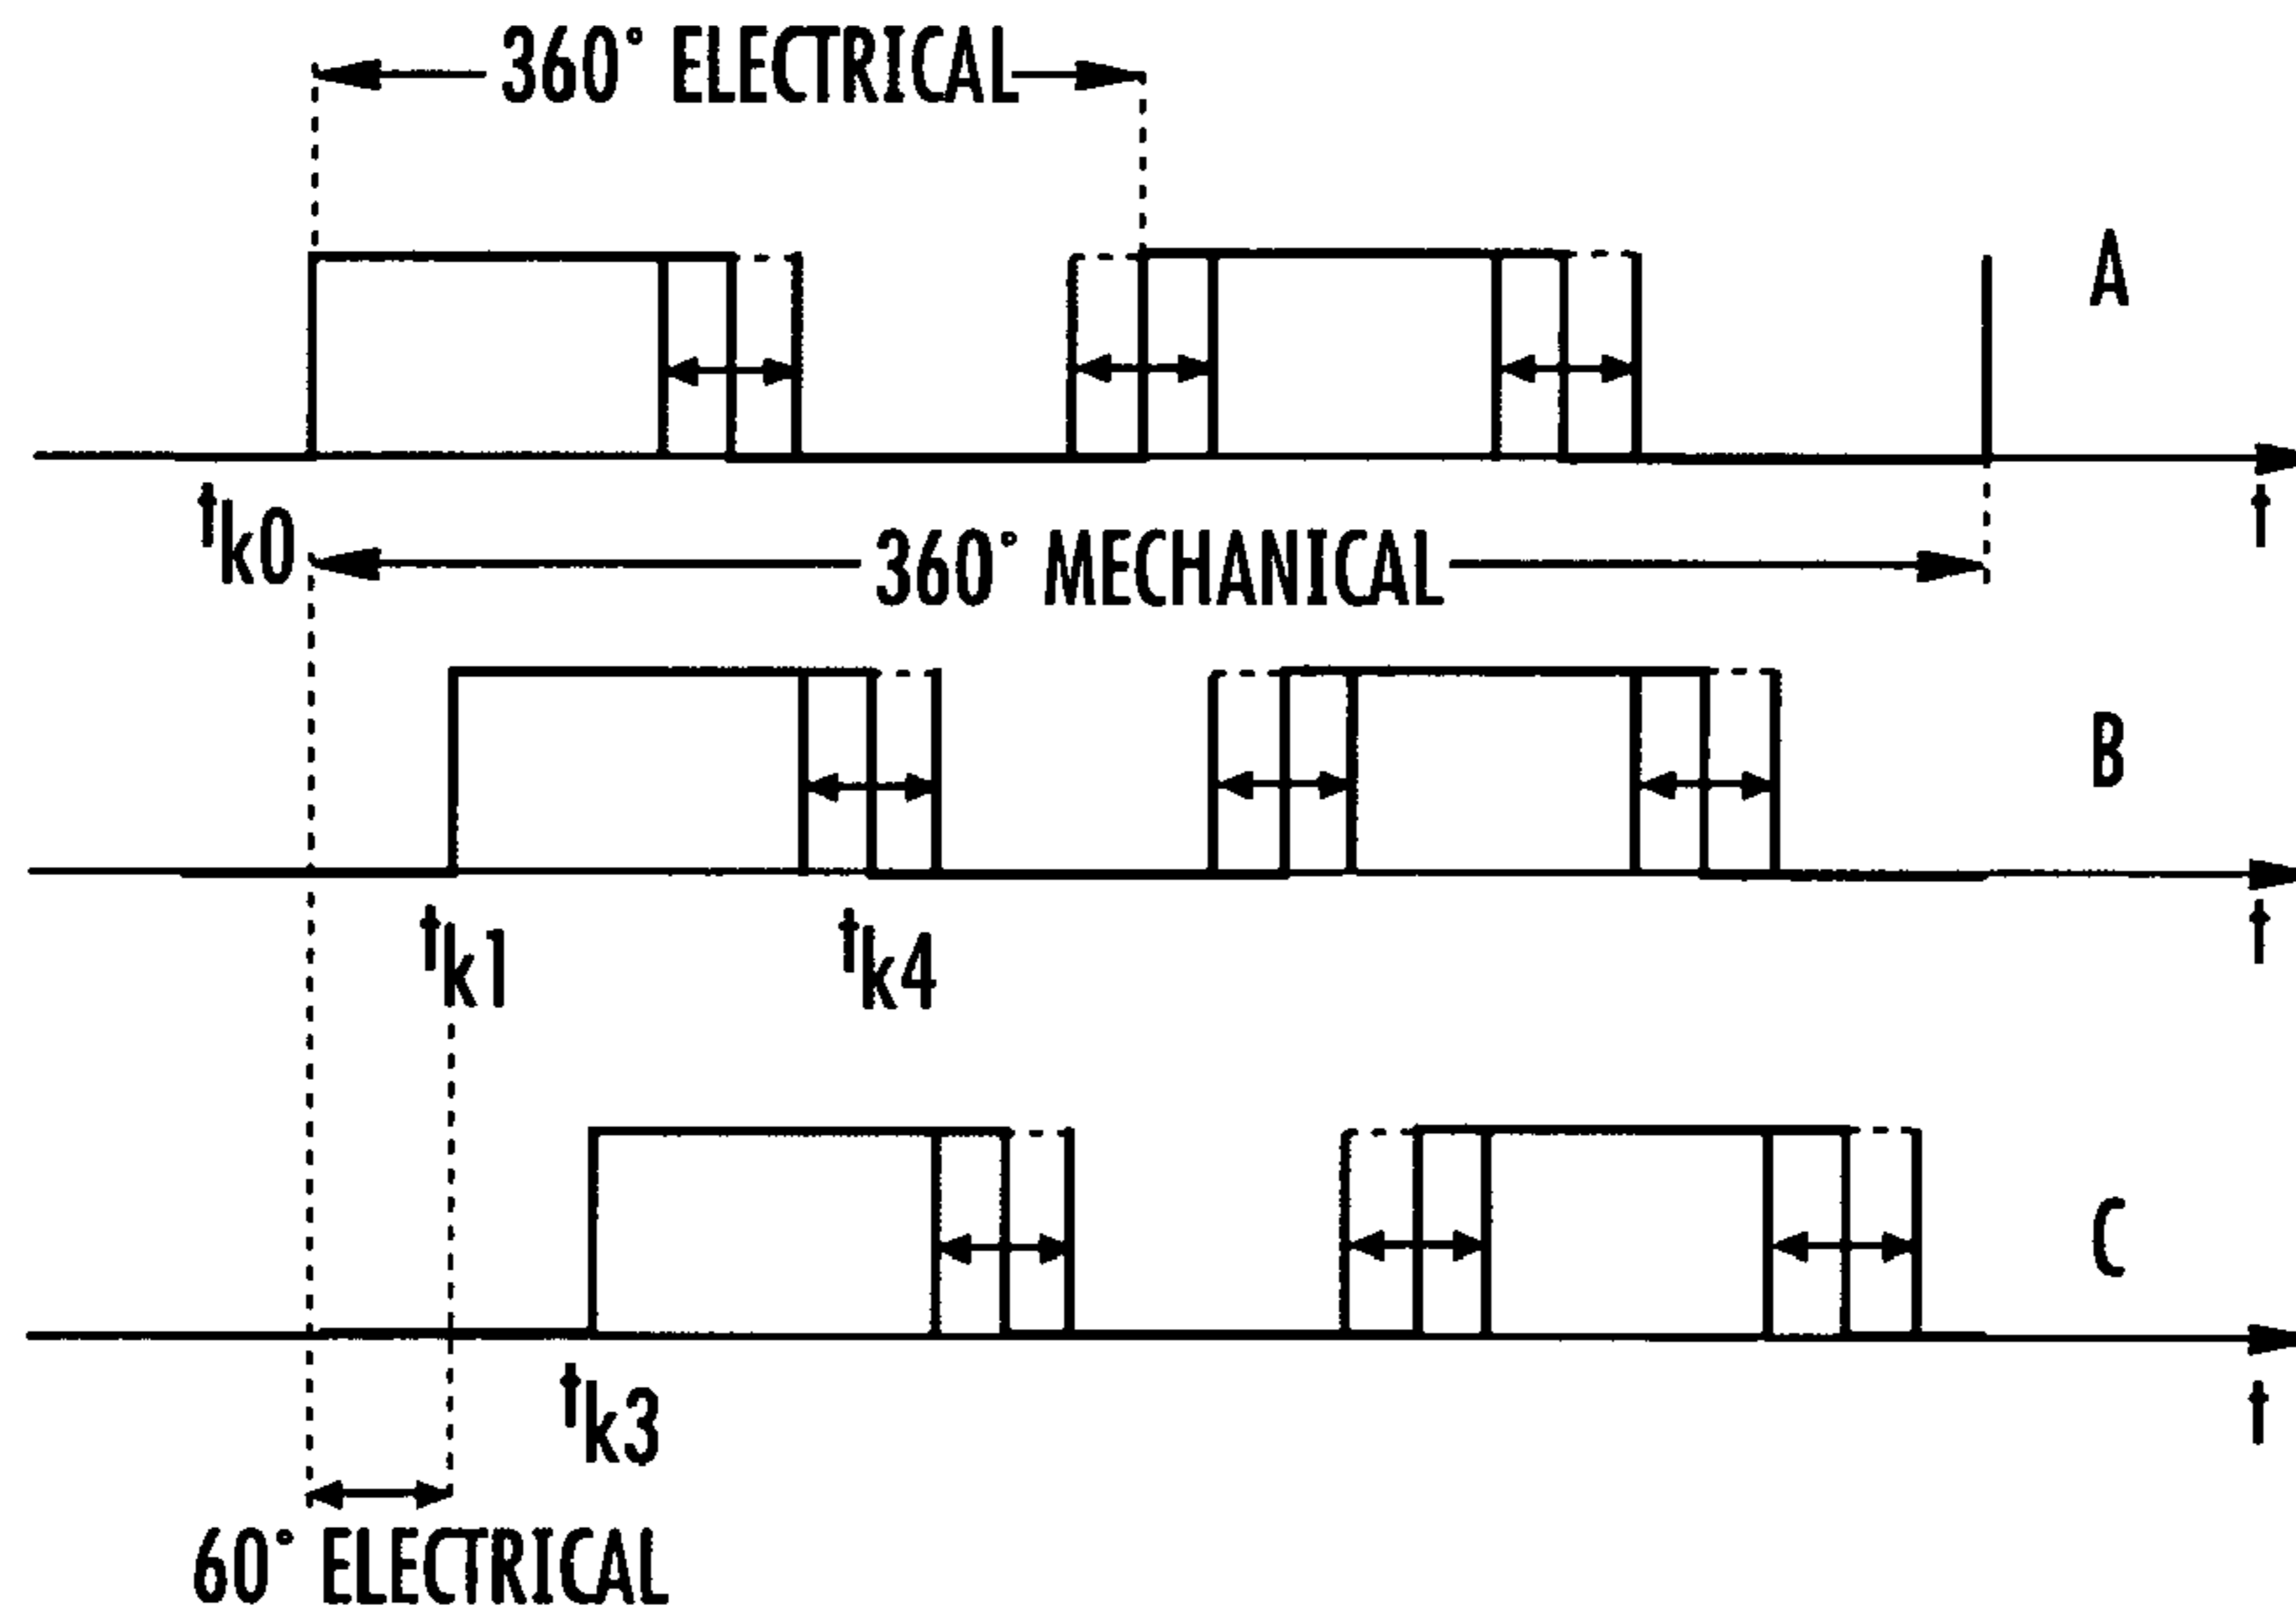 360° ELECTRICAL
A
tk0
t
360° MECHANICAL
B
tk1
tk4
t
C
tk3
t
60° ELECTRICAL